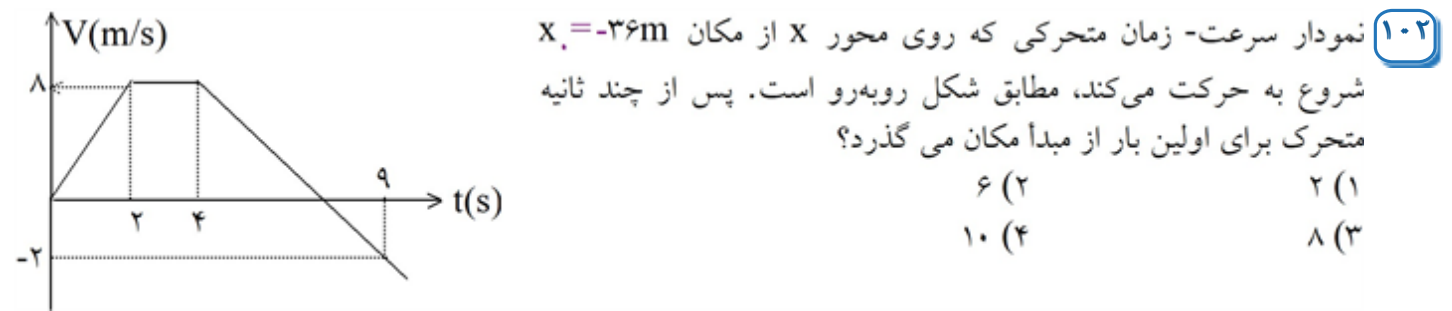 ۱۰۲ نمودار سرعت- زمان متحرکی که روی محور x از مکان x۰=-۳۶m
شروع به حرکت می‌کند، مطابق شکل روبه‌رو است. پس از چند ثانیه
متحرک برای اولین بار از مبدأ مکان می گذرد؟
۱) ۲ ۲) ۶
۳) ۸ ۴) ۱۰
V(m/s)
۸
۹
t(s)
۲ ۴
-۲